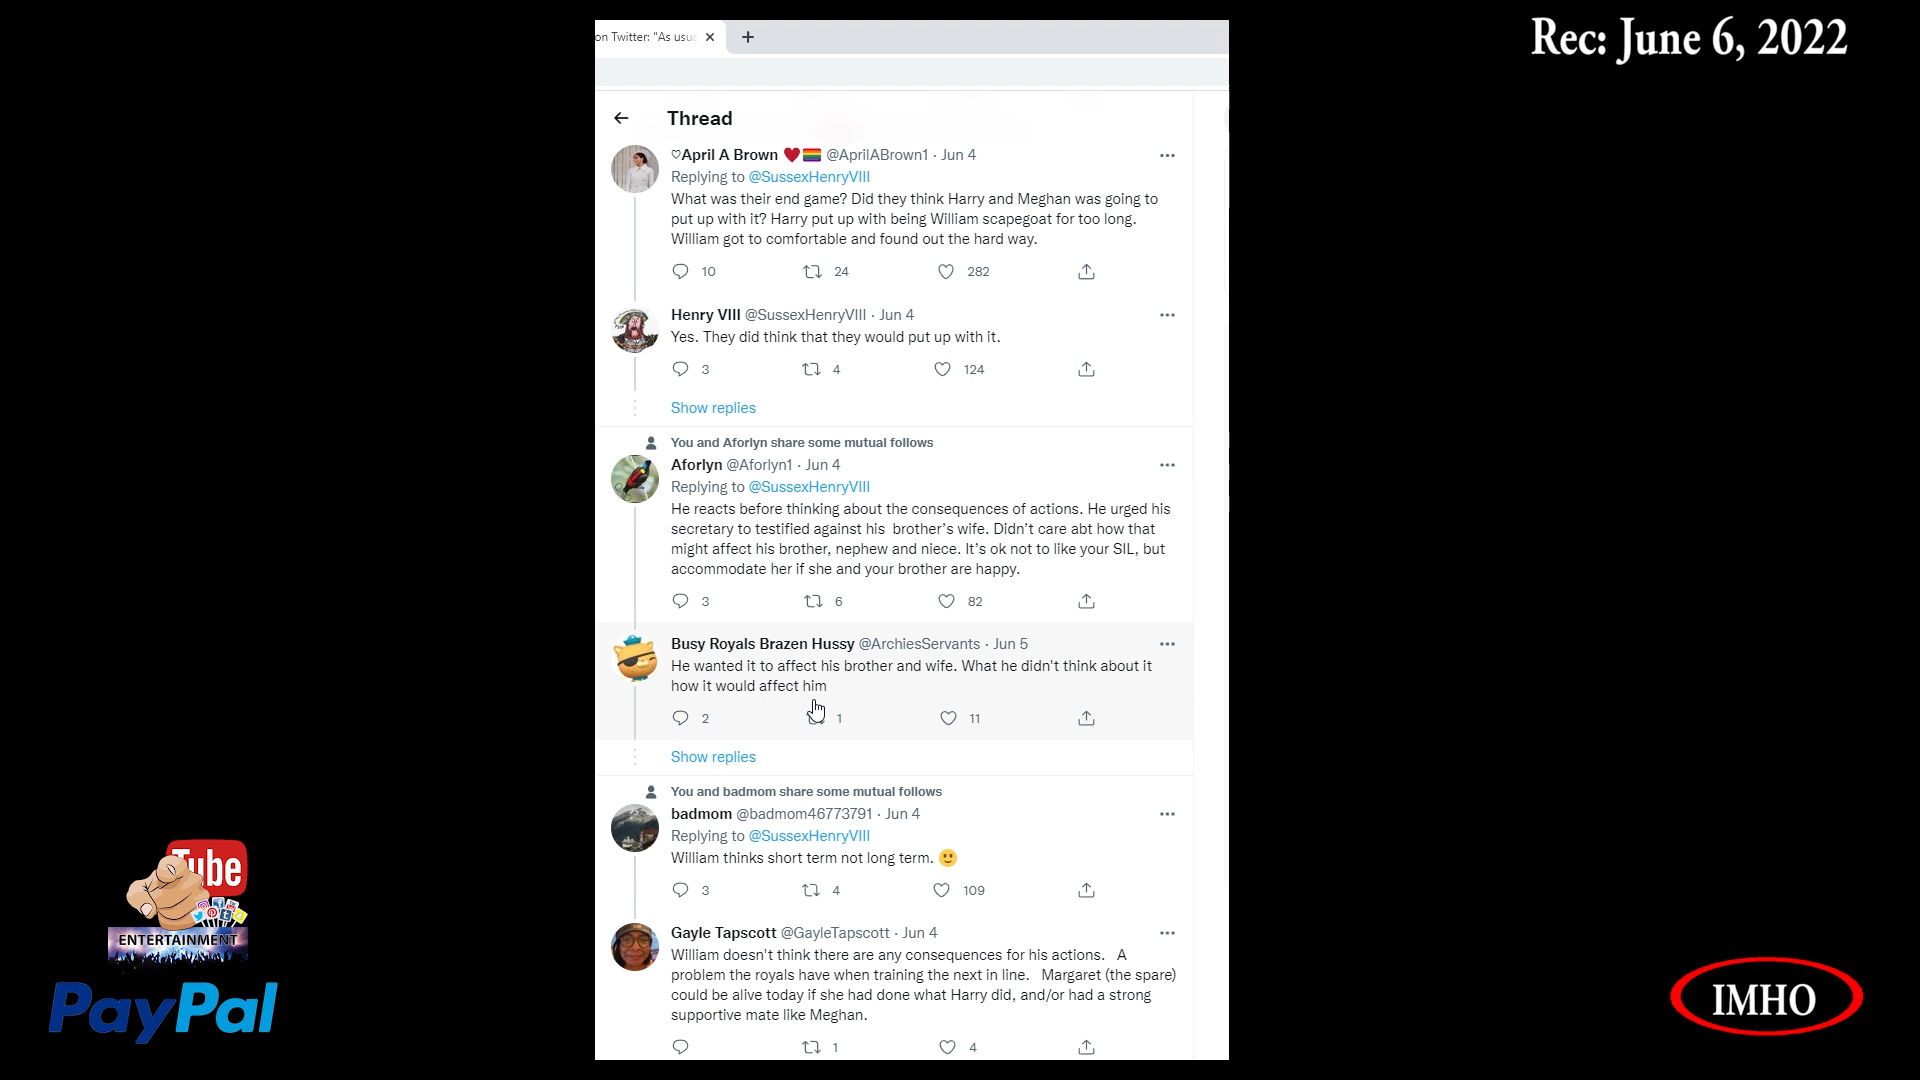 on Twitter: "As usu
Rec: June 6, 2022
Thread
♡April A Brown ❤️🏳️‍🌈 @AprilABrown1 · Jun 4
Replying to @SussexHenryVIII
What was their end game? Did they think Harry and Meghan was going to
put up with it? Harry put up with being William scapegoat for too long.
William got to comfortable and found out the hard way.
10 24 282
Henry VIII @SussexHenryVIII · Jun 4
Yes. They did think that they would put up with it.
3 4 124
Show replies
You and Aforlyn share some mutual follows
Aforlyn @Aforlyn1 · Jun 4
Replying to @SussexHenryVIII
He reacts before thinking about the consequences of actions. He urged his
secretary to testified against his brother's wife. Didn't care abt how that
might affect his brother, nephew and niece. It's ok not to like your SIL, but
accommodate her if she and your brother are happy.
3 6 82
Busy Royals Brazen Hussy @ArchiesServants · Jun 5
He wanted it to affect his brother and wife. What he didn't think about it
how it would affect him
2 1 11
Show replies
You and badmom share some mutual follows
badmom @badmom46773791 · Jun 4
Replying to @SussexHenryVIII
William thinks short term not long term. 🙂
3 4 109
Gayle Tapscott @GayleTapscott · Jun 4
William doesn't think there are any consequences for his actions. A
problem the royals have when training the next in line. Margaret (the spare)
could be alive today if she had done what Harry did, and/or had a strong
supportive mate like Meghan.
1 4
Tube
ENTERTAINMENT
PayPal
IMHO